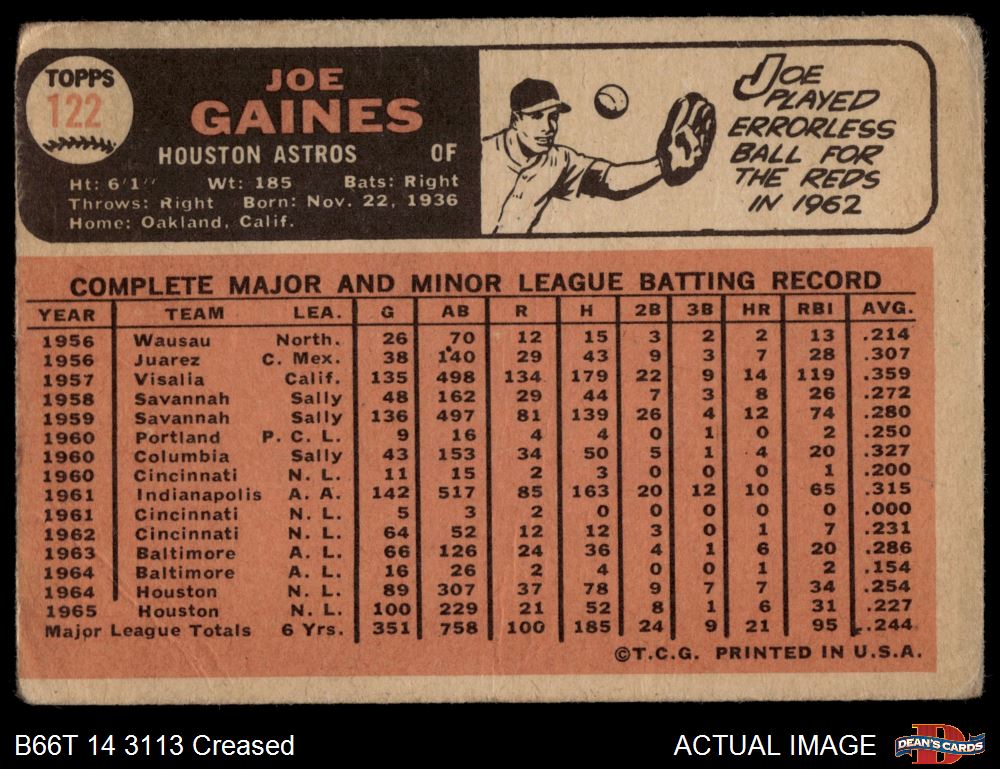 TOPPS
122
JOE
GAINES
HOUSTON ASTROS OF
Ht: 6'1" Wt: 185 Bats: Right
Throws: Right Born: Nov. 22, 1936
Home: Oakland, Calif.
JOE
PLAYED
ERRORLESS
BALL FOR
THE REDS
IN 1962
COMPLETE MAJOR AND MINOR LEAGUE BATTING RECORD
YEAR TEAM LEA. G AB R H 2B 3B HR RBI AVG.
1956 Wausau North. 26 70 12 15 3 2 2 13 .214
1956 Juarez C. Mex. 38 140 29 43 9 3 7 28 .307
1957 Visalia Calif. 135 498 134 179 22 9 14 119 .359
1958 Savannah Sally 48 162 29 44 7 3 8 26 .272
1959 Savannah Sally 136 497 81 139 26 4 12 74 .280
1960 Portland P. C. L. 9 16 4 4 0 1 0 2 .250
1960 Columbia Sally 43 153 34 50 5 1 4 20 .327
1960 Cincinnati N. L. 11 15 2 3 0 0 0 1 .200
1961 Indianapolis A. A. 142 517 85 163 20 12 10 65 .315
1961 Cincinnati N. L. 5 3 2 0 0 0 0 0 .000
1962 Cincinnati N. L. 64 52 12 12 3 0 1 7 .231
1963 Baltimore A. L. 66 126 24 36 4 1 6 20 .286
1964 Baltimore A. L. 16 26 2 4 0 0 1 2 .154
1964 Houston N. L. 89 307 37 78 9 7 7 34 .254
1965 Houston N. L. 100 229 21 52 8 1 6 31 .227
Major League Totals 6 Yrs. 351 758 100 185 24 9 21 95 .244
©T.C.G. PRINTED IN U.S.A.
B66T 14 3113 Creased
ACTUAL IMAGE
D
DEAN'S CARDS